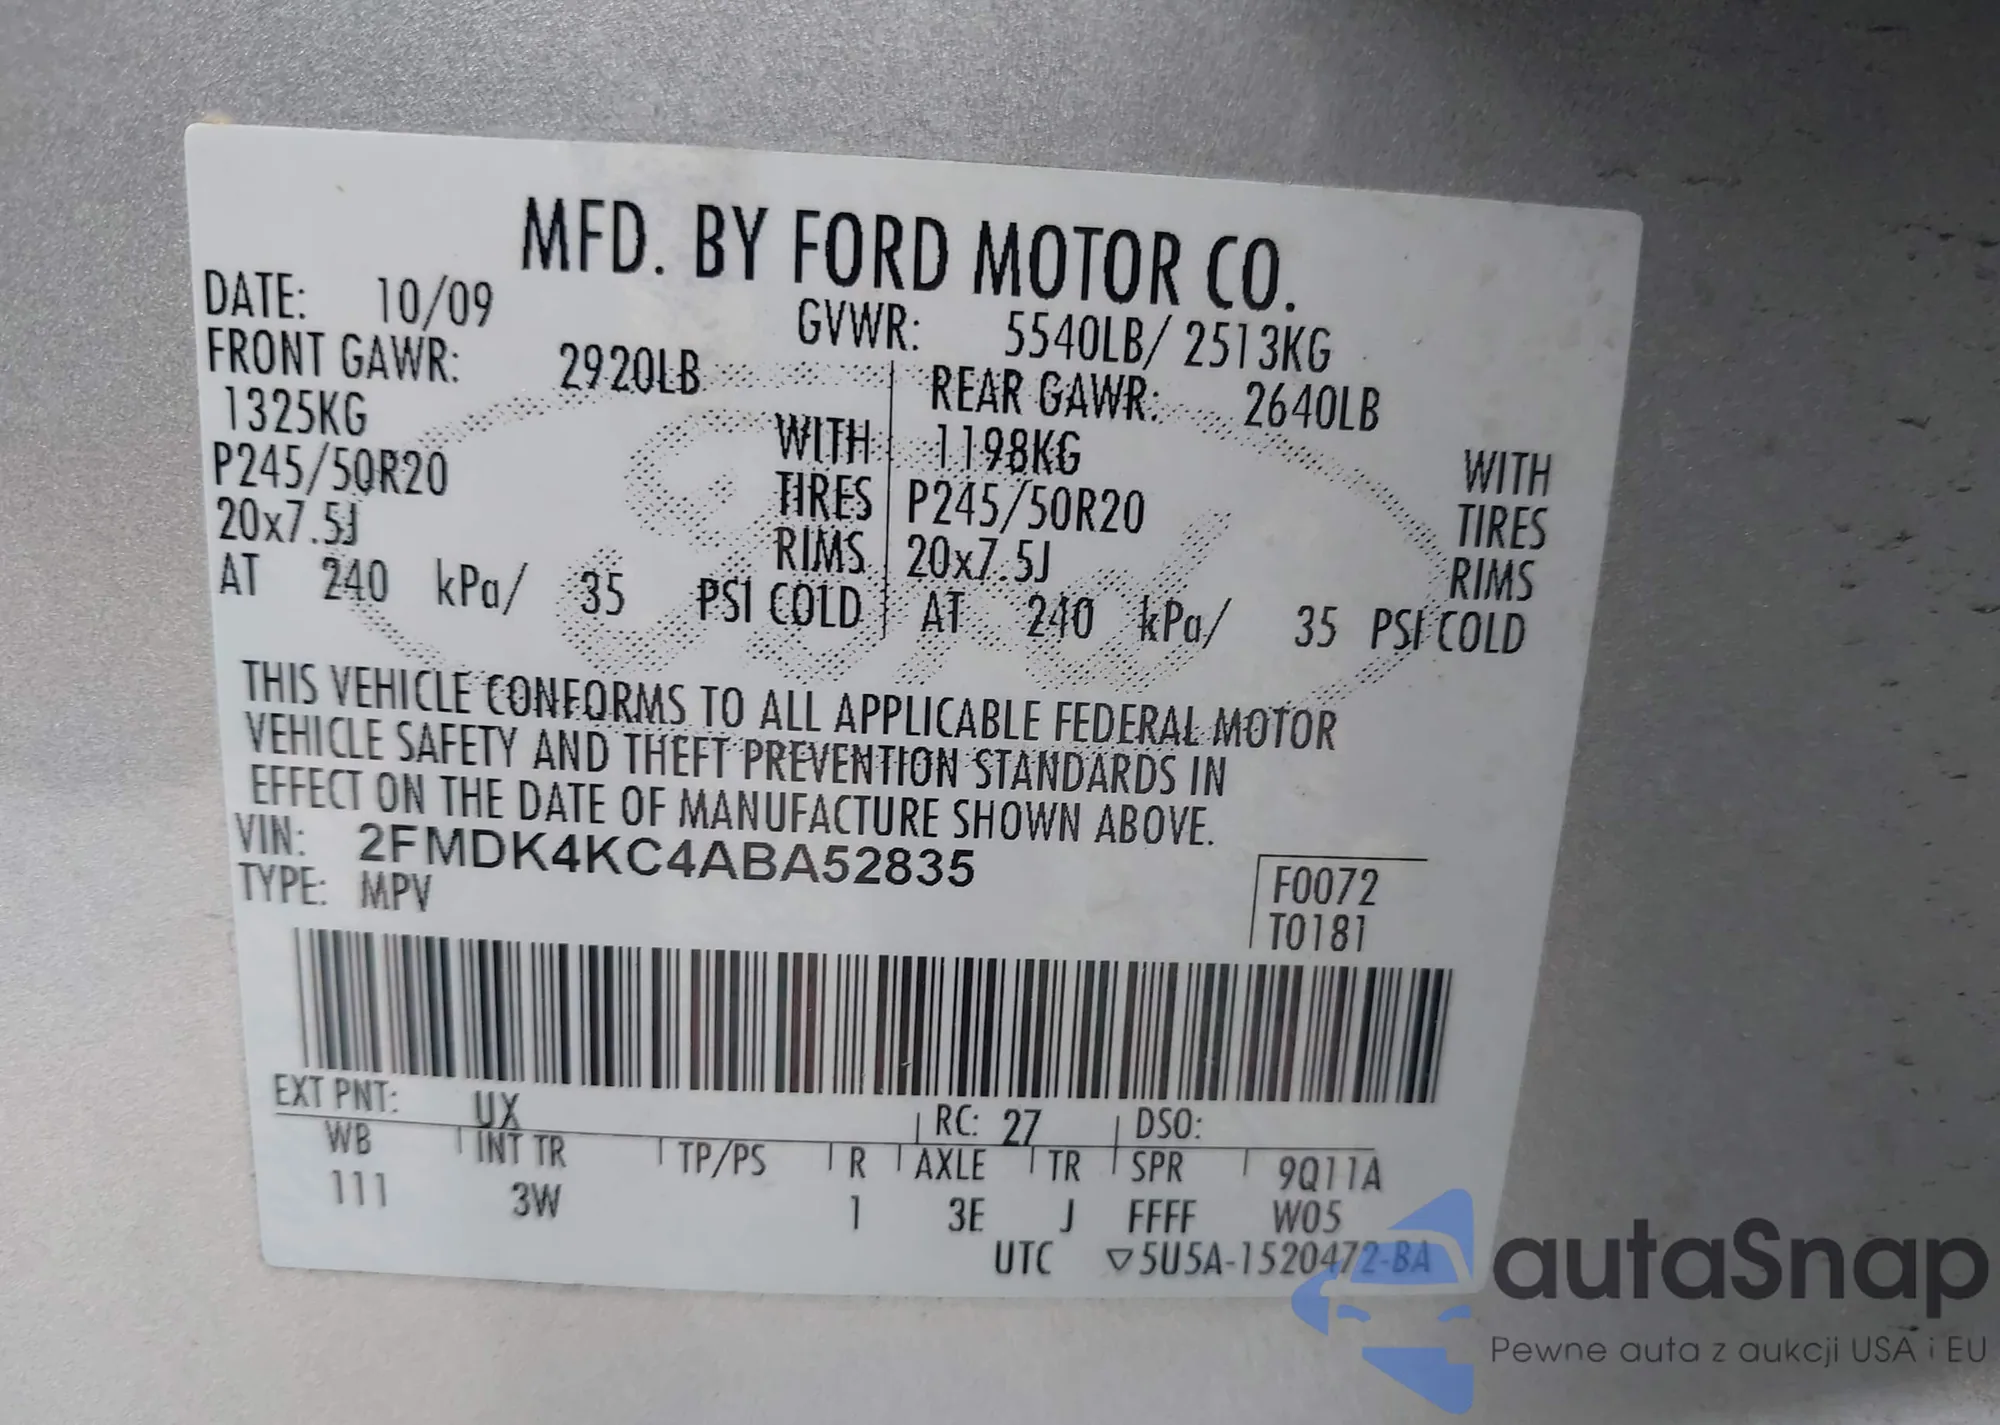 MFD. BY FORD MOTOR CO.
DATE: 10/09 GVWR: 5540LB/ 2513KG
FRONT GAWR: 2920LB REAR GAWR: 2640LB
1325KG WITH 1198KG WITH
P245/50R20 TIRES P245/50R20 TIRES
20x7.5J RIMS 20x7.5J RIMS
AT 240 kPa/ 35 PSI COLD AT 240 kPa/ 35 PSI COLD
THIS VEHICLE CONFORMS TO ALL APPLICABLE FEDERAL MOTOR
VEHICLE SAFETY AND THEFT PREVENTION STANDARDS IN
EFFECT ON THE DATE OF MANUFACTURE SHOWN ABOVE.
VIN: 2FMDK4KC4ABA52835
TYPE: MPV F0072
T0181
EXT PNT: UX RC: 27 DSO:
WB INT TR TP/PS R AXLE TR SPR 9Q11A
111 3W 1 3E J FFFF W05
UTC ▽5U5A-1520472-BA
autaSnap
Pewne auta z aukcji USA i EU